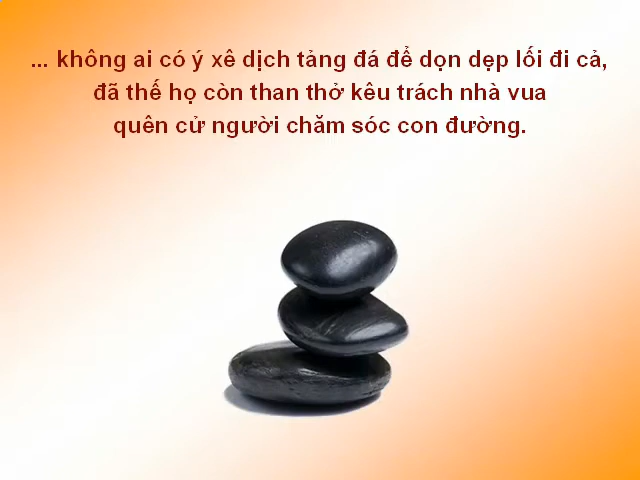 ... không ai có ý xê dịch tảng đá để dọn dẹp lối đi cả,
đã thế họ còn than thở kêu trách nhà vua
quên cử người chăm sóc con đường.